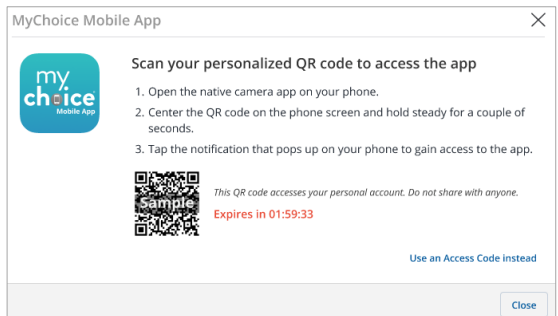 MyChoice Mobile App
my
choice
Mobile App
Scan your personalized QR code to access the app
1. Open the native camera app on your phone.
2. Center the QR code on the phone screen and hold steady for a couple of
seconds.
3. Tap the notification that pops up on your phone to gain access to the app.
Sample
This QR code accesses your personal account. Do not share with anyone.
Expires in 01:59:33
Use an Access Code instead
Close